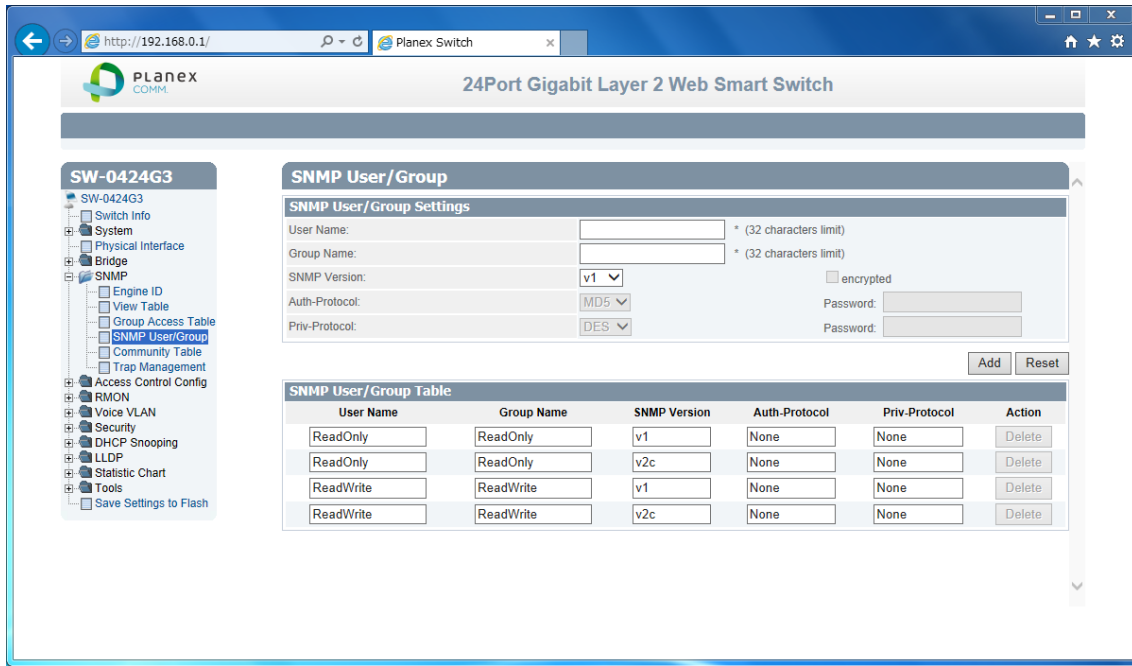 http://192.168.0.1/
Planex Switch
PLANEX
COMM.
24Port Gigabit Layer 2 Web Smart Switch
SW-0424G3
SW-0424G3
Switch Info
System
Physical Interface
Bridge
SNMP
Engine ID
View Table
Group Access Table
SNMP User/Group
Community Table
Trap Management
Access Control Config
RMON
Voice VLAN
Security
DHCP Snooping
LLDP
Statistic Chart
Tools
Save Settings to Flash
SNMP User/Group
SNMP User/Group Settings
User Name: * (32 characters limit)
Group Name: * (32 characters limit)
SNMP Version: v1 encrypted
Auth-Protocol: MD5 Password:
Priv-Protocol: DES Password:
Add Reset
SNMP User/Group Table
User Name Group Name SNMP Version Auth-Protocol Priv-Protocol Action
ReadOnly ReadOnly v1 None None Delete
ReadOnly ReadOnly v2c None None Delete
ReadWrite ReadWrite v1 None None Delete
ReadWrite ReadWrite v2c None None Delete